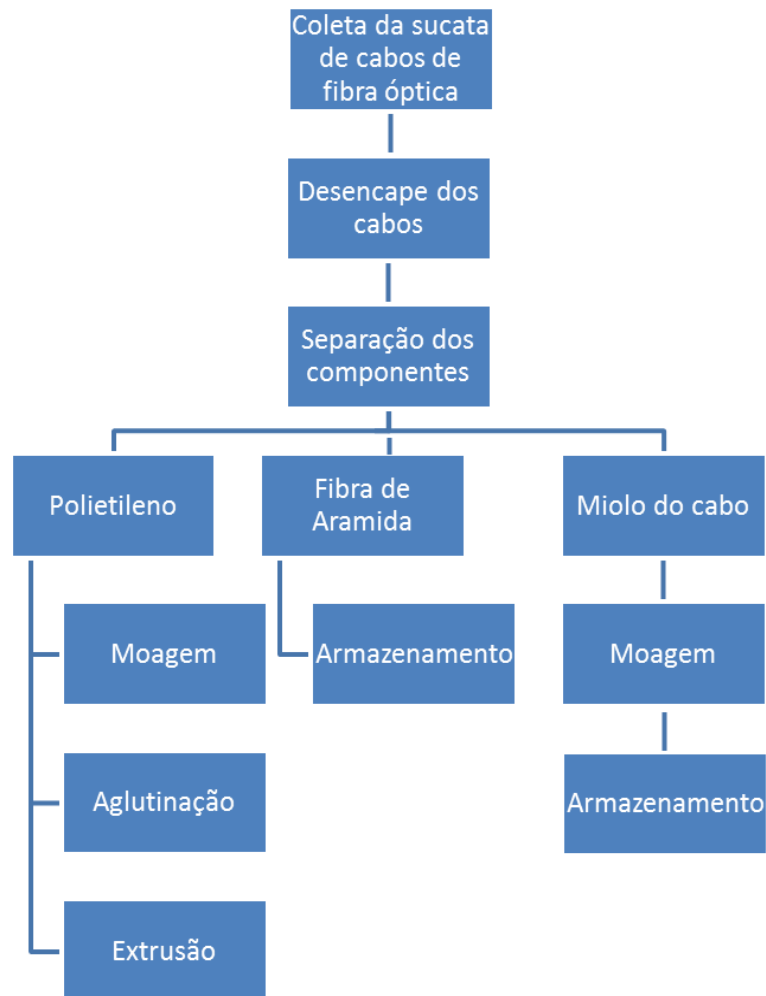 Coleta da sucata
de cabos de
fibra óptica
Desencape dos
cabos
Separação dos
componentes
Polietileno
Fibra de
Aramida
Miolo do cabo
Moagem
Armazenamento
Moagem
Aglutinação
Armazenamento
Extrusão